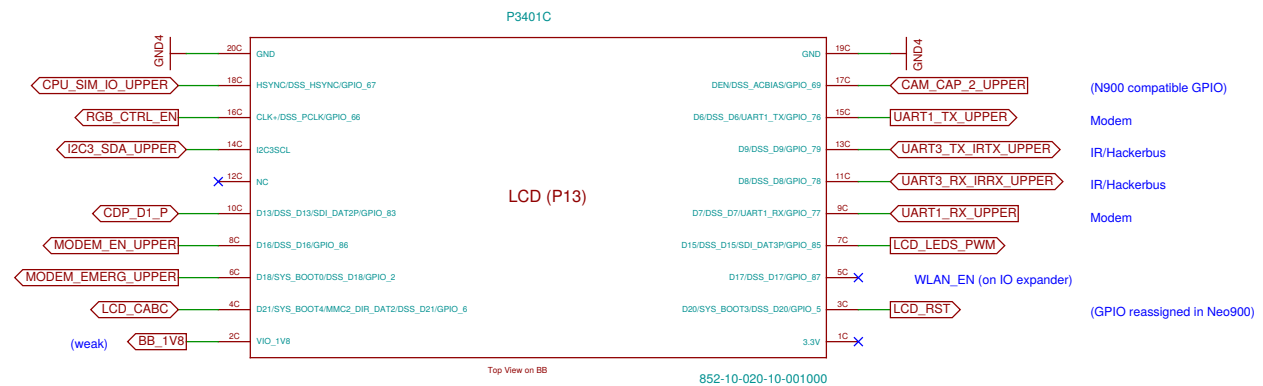 P3401C
GND4 20C GND GND 19C GND4
CPU_SIM_IO_UPPER 18C HSYNC/DSS_HSYNC/GPIO_67 DEN/DSS_ACBIAS/GPIO_69 17C CAM_CAP_2_UPPER (N900 compatible GPIO)
RGB_CTRL_EN 16C CLK+/DSS_PCLK/GPIO_66 D6/DSS_D6/UART1_TX/GPIO_76 15C UART1_TX_UPPER Modem
I2C3_SDA_UPPER 14C I2C3SCL D9/DSS_D9/GPIO_79 13C UART3_TX_IRTX_UPPER IR/Hackerbus
12C NC D8/DSS_D8/GPIO_78 11C UART3_RX_IRRX_UPPER IR/Hackerbus
LCD (P13)
CDP_D1_P 10C D13/DSS_D13/SDI_DAT2P/GPIO_83 D7/DSS_D7/UART1_RX/GPIO_77 9C UART1_RX_UPPER Modem
MODEM_EN_UPPER 8C D16/DSS_D16/GPIO_86 D15/DSS_D15/SDI_DAT3P/GPIO_85 7C LCD_LEDS_PWM
MODEM_EMERG_UPPER 6C D18/SYS_BOOT0/DSS_D18/GPIO_2 D17/DSS_D17/GPIO_87 5C WLAN_EN (on IO expander)
LCD_CABC 4C D21/SYS_BOOT4/MMC2_DIR_DAT2/DSS_D21/GPIO_6 D20/SYS_BOOT3/DSS_D20/GPIO_5 3C LCD_RST (GPIO reassigned in Neo900)
(weak) BB_1V8 2C VIO_1V8 3.3V 1C
Top View on BB
852-10-020-10-001000